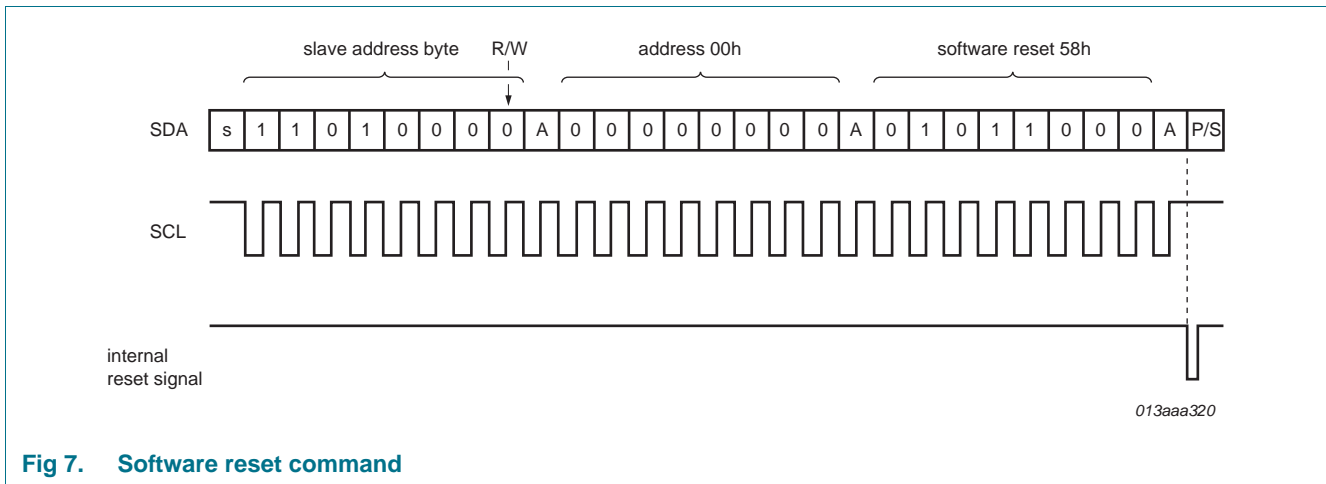 slave address byte R/W address 00h software reset 58h
SDA s 1 1 0 1 0 0 0 0 A 0 0 0 0 0 0 0 0 A 0 1 0 1 1 0 0 0 A P/S
SCL
internal
reset signal
013aaa320
Fig 7. Software reset command